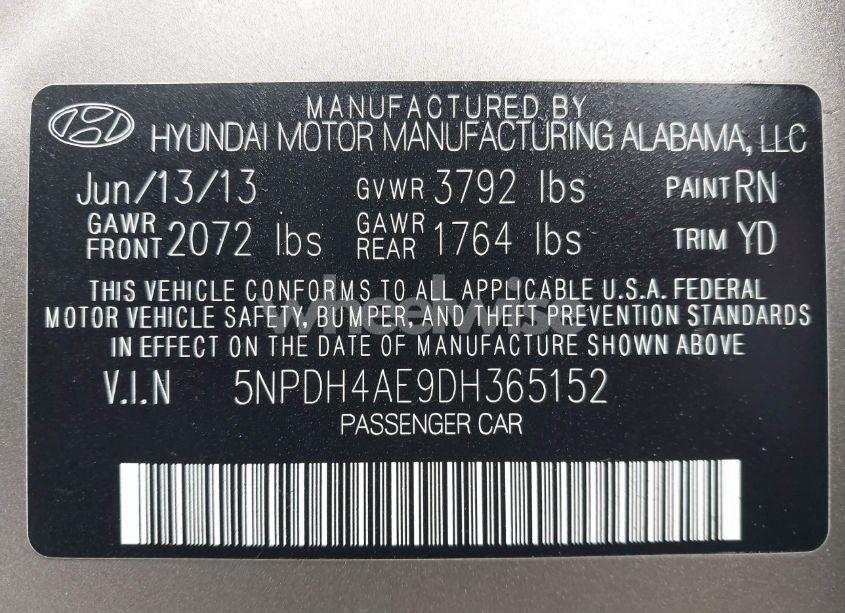 MANUFACTURED BY
HYUNDAI MOTOR MANUFACTURING ALABAMA, LLC
Jun/13/13 GVWR 3792 lbs PAINT RN
GAWR FRONT 2072 lbs GAWR REAR 1764 lbs TRIM YD
THIS VEHICLE CONFORMS TO ALL APPLICABLE U.S.A. FEDERAL
MOTOR VEHICLE SAFETY, BUMPER, AND THEFT PREVENTION STANDARDS
IN EFFECT ON THE DATE OF MANUFACTURE SHOWN ABOVE
V.I.N 5NPDH4AE9DH365152
PASSENGER CAR
wheelwise